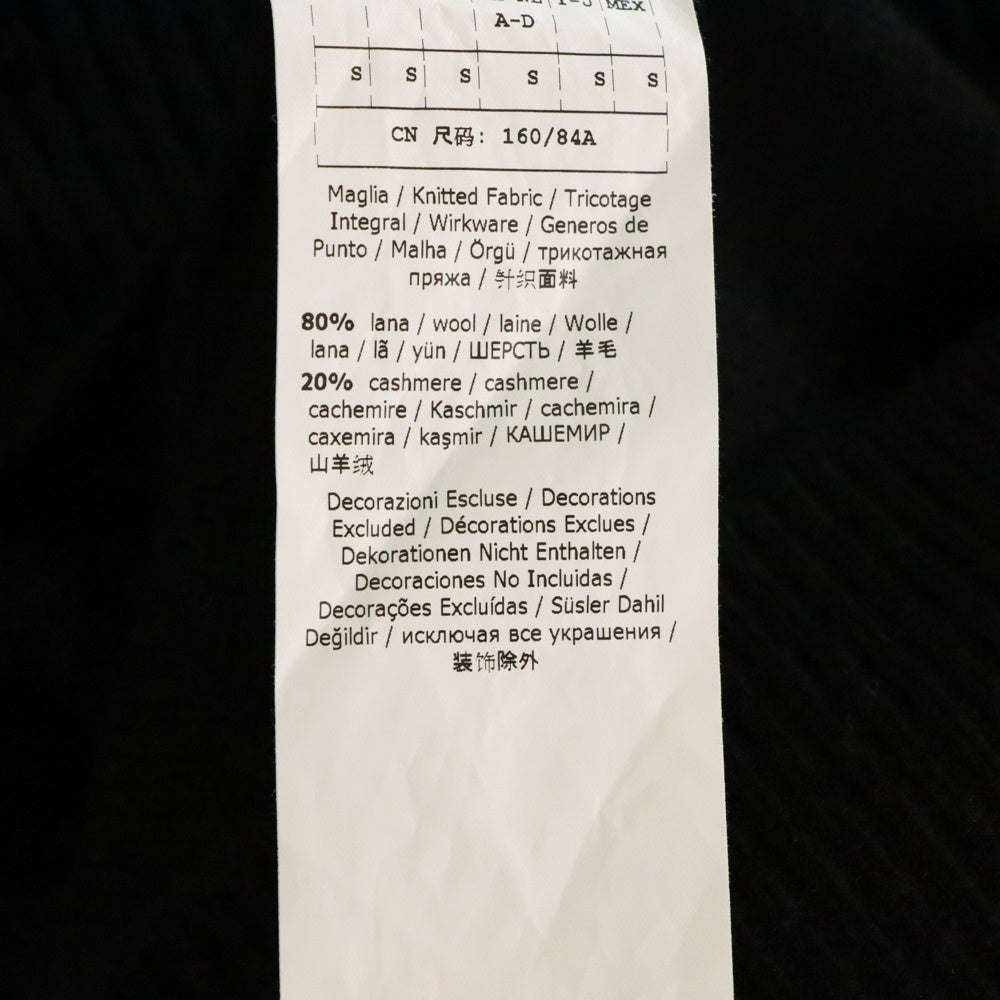 MEX
A-D
S S S S S S
CN 尺码: 160/84A
Maglia / Knitted Fabric / Tricotage
Integral / Wirkware / Generos de
Punto / Malha / Örgü / трикотажная
пряжа / 针织面料
80% lana / wool / laine / Wolle /
lana / lã / yün / ШЕРСТЬ / 羊毛
20% cashmere / cashmere /
cachemire / Kaschmir / cachemira /
caxemira / kaşmir / КАШЕМИР /
山羊绒
Decorazioni Escluse / Decorations
Excluded / Décorations Exclues /
Dekorationen Nicht Enthalten /
Decoraciones No Incluidas /
Decorações Excluídas / Süsler Dahil
Değildir / исключая все украшения /
装饰除外